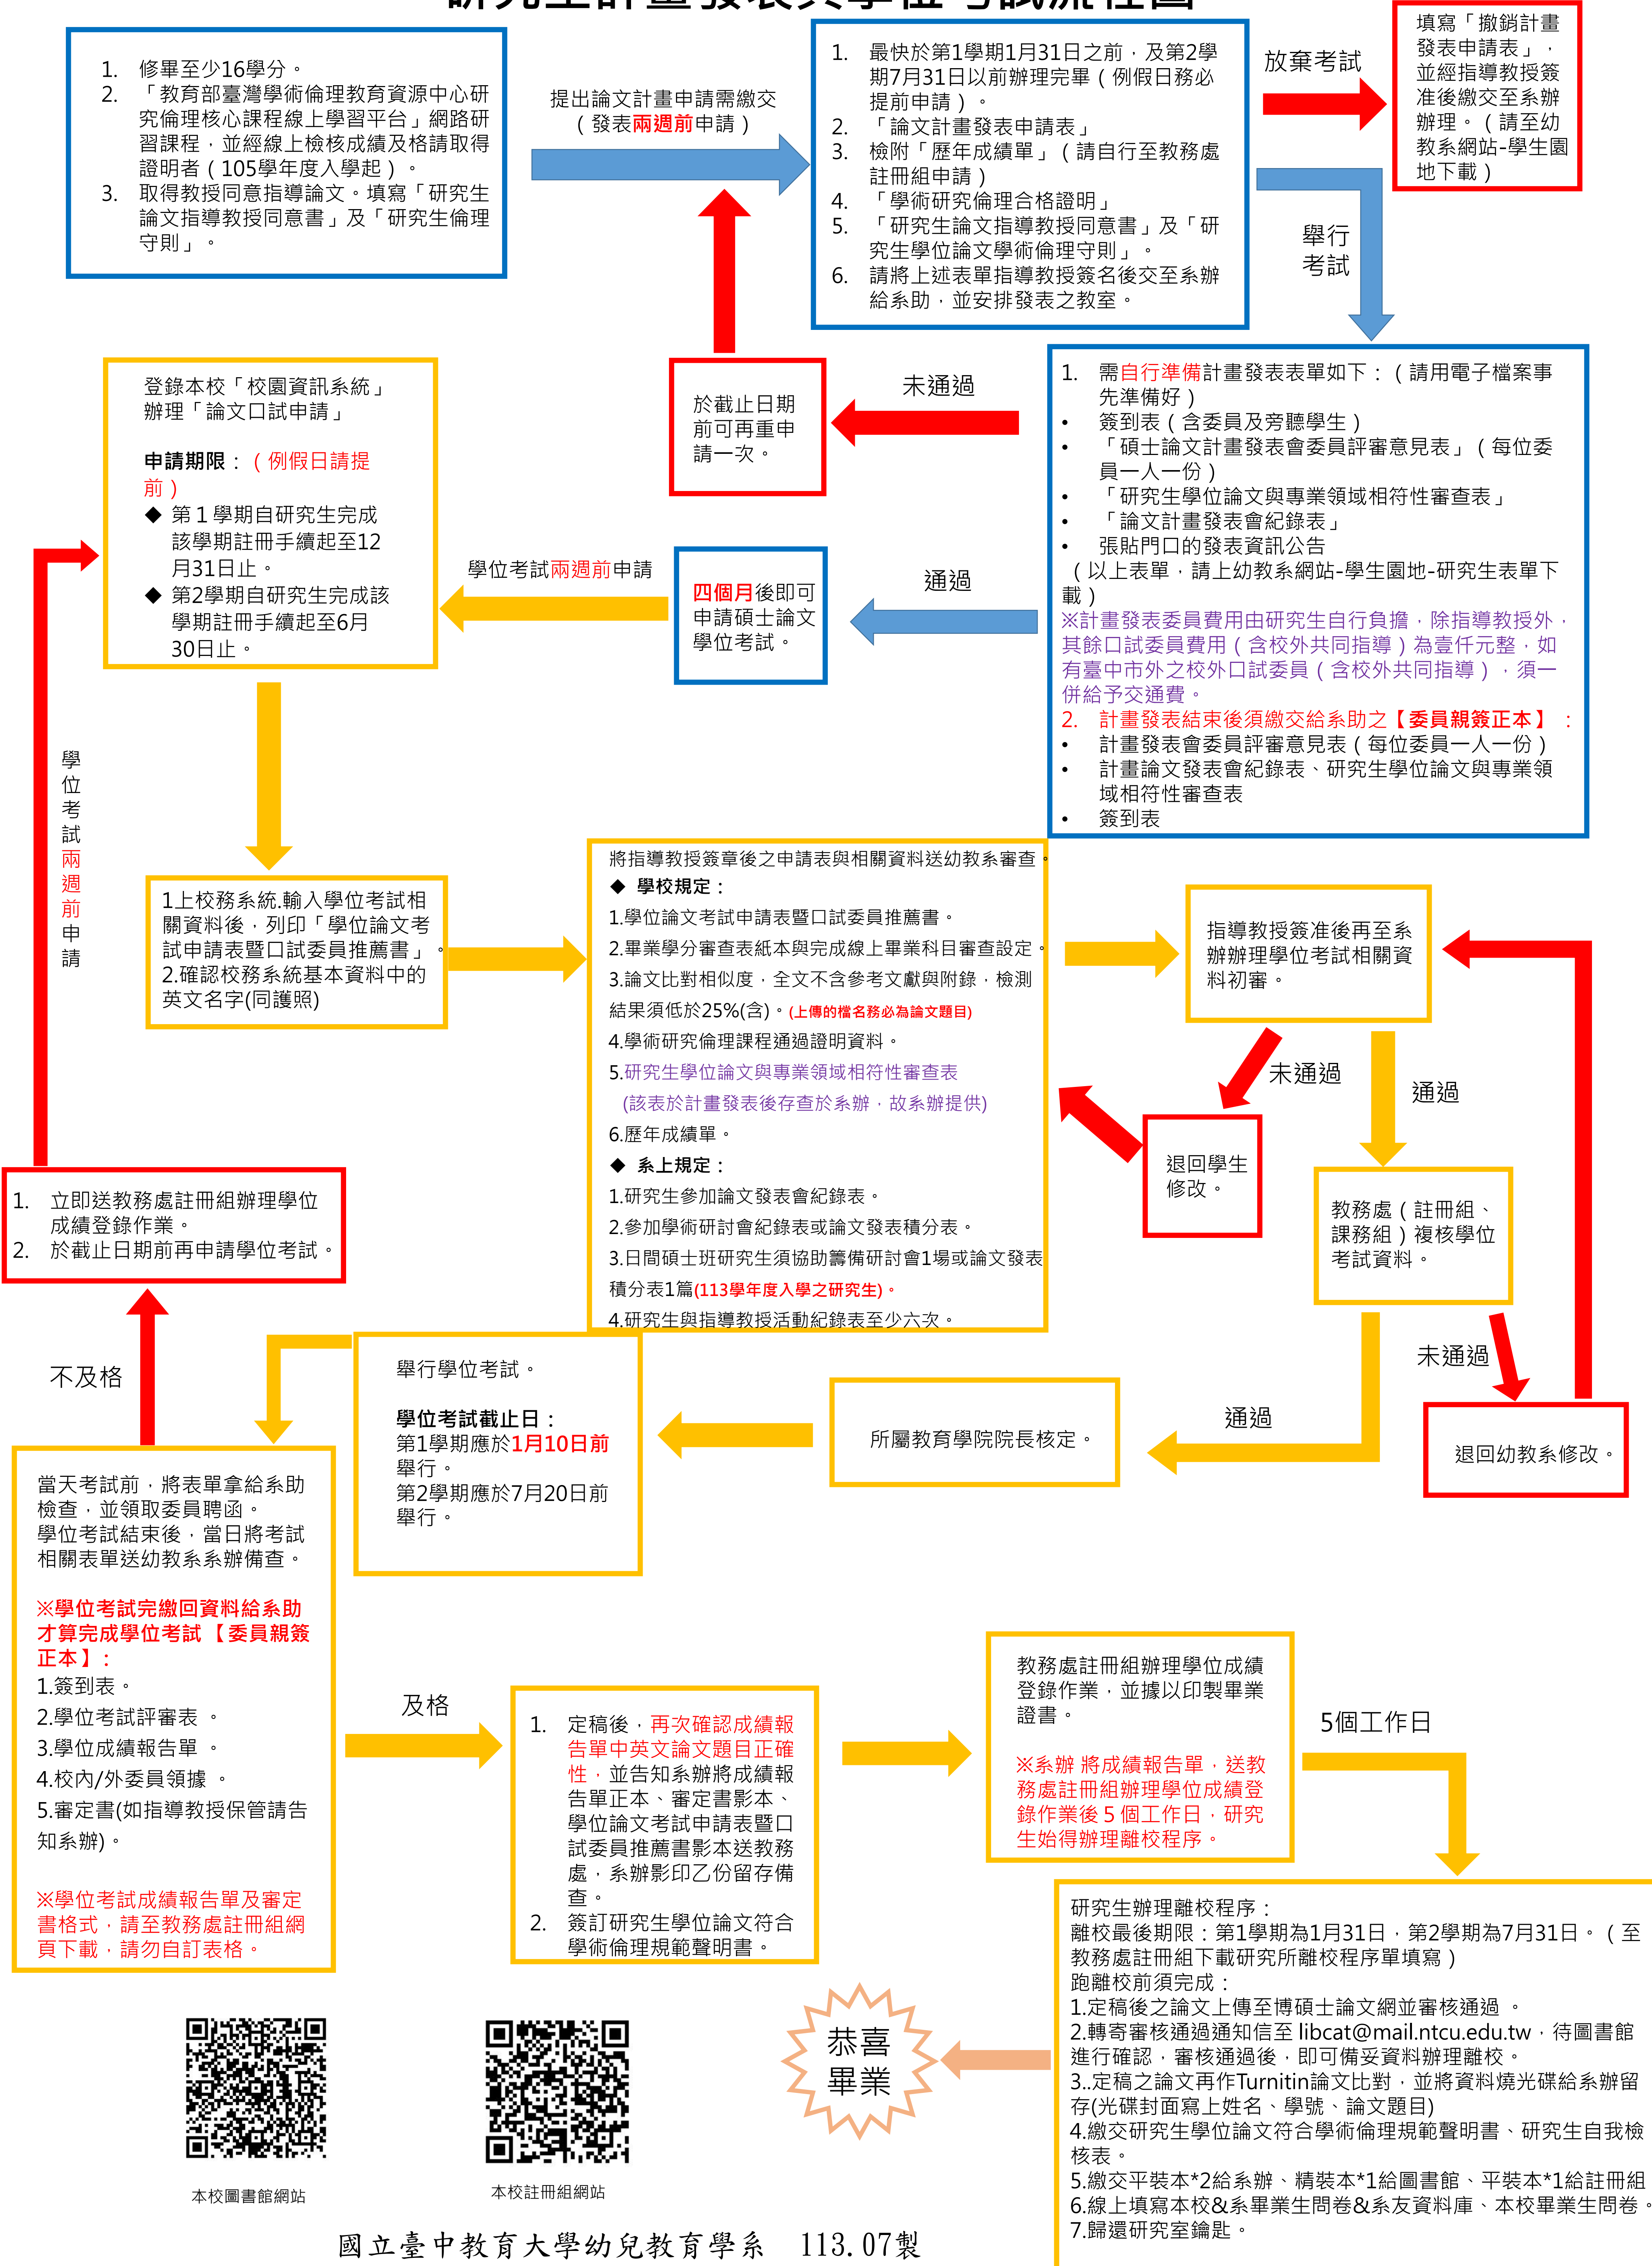 研究生計畫發表與學位考試流程圖
1. 修畢至少16學分。
2. 「教育部臺灣學術倫理教育資源中心研
究倫理核心課程線上學習平台」網路研
習課程，並經線上檢核成績及格請取得
證明者（105學年度入學起）。
3. 取得教授同意指導論文。填寫「研究生
論文指導教授同意書」及「研究生倫理
守則」。
提出論文計畫申請需繳交
（發表兩週前申請）
1. 最快於第1學期1月31日之前，及第2學
期7月31日以前辦理完畢（例假日務必
提前申請）。
2. 「論文計畫發表申請表」
3. 檢附「歷年成績單」（請自行至教務處
註冊組申請）
4. 「學術研究倫理合格證明」
5. 「研究生論文指導教授同意書」及「研
究生學位論文學術倫理守則」。
6. 請將上述表單指導教授簽名後交至系辦
給系助，並安排發表之教室。
放棄考試
填寫「撤銷計畫
發表申請表」，
並經指導教授簽
准後繳交至系辦
辦理。（請至幼
教系網站-學生園
地下載）
舉行
考試
1. 需自行準備計畫發表表單如下：（請用電子檔案事
先準備好）
• 簽到表（含委員及旁聽學生）
• 「碩士論文計畫發表會委員評審意見表」（每位委
員一人一份）
• 「研究生學位論文與專業領域相符性審查表」
• 「論文計畫發表會紀錄表」
• 張貼門口的發表資訊公告
（以上表單，請上幼教系網站-學生園地-研究生表單下
載）
※計畫發表委員費用由研究生自行負擔，除指導教授外，
其餘口試委員費用（含校外共同指導）為壹仟元整，如
有臺中市外之校外口試委員（含校外共同指導），須一
併給予交通費。
2. 計畫發表結束後須繳交給系助之【委員親簽正本】：
• 計畫發表會委員評審意見表（每位委員一人一份）
• 計畫論文發表會紀錄表、研究生學位論文與專業領
域相符性審查表
• 簽到表
未通過
於截止日期
前可再重申
請一次。
通過
四個月後即可
申請碩士論文
學位考試。
學位考試兩週前申請
登錄本校「校園資訊系統」
辦理「論文口試申請」
申請期限：（例假日請提
前）
◆ 第１學期自研究生完成
該學期註冊手續起至12
月31日止。
◆ 第2學期自研究生完成該
學期註冊手續起至6月
30日止。
學位考試兩週前申請
1上校務系統.輸入學位考試相
關資料後，列印「學位論文考
試申請表暨口試委員推薦書」。
2.確認校務系統基本資料中的
英文名字(同護照)
將指導教授簽章後之申請表與相關資料送幼教系審查。
◆ 學校規定：
1.學位論文考試申請表暨口試委員推薦書。
2.畢業學分審查表紙本與完成線上畢業科目審查設定。
3.論文比對相似度，全文不含參考文獻與附錄，檢測
結果須低於25%(含)。(上傳的檔名務必為論文題目)
4.學術研究倫理課程通過證明資料。
5.研究生學位論文與專業領域相符性審查表
(該表於計畫發表後存查於系辦，故系辦提供)
6.歷年成績單。
◆ 系上規定：
1.研究生參加論文發表會紀錄表。
2.參加學術研討會紀錄表或論文發表積分表。
3.日間碩士班研究生須協助籌備研討會1場或論文發表
積分表1篇(113學年度入學之研究生)。
4.研究生與指導教授活動紀錄表至少六次。
指導教授簽准後再至系
辦辦理學位考試相關資
料初審。
未通過
通過
退回學生
修改。
教務處（註冊組、
課務組）複核學位
考試資料。
未通過
通過
退回幼教系修改。
所屬教育學院院長核定。
舉行學位考試。
學位考試截止日：
第1學期應於1月10日前
舉行。
第2學期應於7月20日前
舉行。
1. 立即送教務處註冊組辦理學位
成績登錄作業。
2. 於截止日期前再申請學位考試。
不及格
當天考試前，將表單拿給系助
檢查，並領取委員聘函。
學位考試結束後，當日將考試
相關表單送幼教系系辦備查。
※學位考試完繳回資料給系助
才算完成學位考試【委員親簽
正本】：
1.簽到表。
2.學位考試評審表 。
3.學位成績報告單 。
4.校內/外委員領據 。
5.審定書(如指導教授保管請告
知系辦)。
※學位考試成績報告單及審定
書格式，請至教務處註冊組網
頁下載，請勿自訂表格。
及格
1. 定稿後，再次確認成績報
告單中英文論文題目正確
性，並告知系辦將成績報
告單正本、審定書影本、
學位論文考試申請表暨口
試委員推薦書影本送教務
處，系辦影印乙份留存備
查。
2. 簽訂研究生學位論文符合
學術倫理規範聲明書。
教務處註冊組辦理學位成績
登錄作業，並據以印製畢業
證書。
※系辦 將成績報告單，送教
務處註冊組辦理學位成績登
錄作業後５個工作日，研究
生始得辦理離校程序。
5個工作日
研究生辦理離校程序：
離校最後期限：第1學期為1月31日，第2學期為7月31日。（至
教務處註冊組下載研究所離校程序單填寫）
跑離校前須完成：
1.定稿後之論文上傳至博碩士論文網並審核通過 。
2.轉寄審核通過通知信至 libcat@mail.ntcu.edu.tw，待圖書館
進行確認，審核通過後，即可備妥資料辦理離校。
3..定稿之論文再作Turnitin論文比對，並將資料燒光碟給系辦留
存(光碟封面寫上姓名、學號、論文題目)
4.繳交研究生學位論文符合學術倫理規範聲明書、研究生自我檢
核表。
5.繳交平裝本*2給系辦、精裝本*1給圖書館、平裝本*1給註冊組
6.線上填寫本校&系畢業生問卷&系友資料庫、本校畢業生問卷。
7.歸還研究室鑰匙。
恭喜
畢業
本校圖書館網站
本校註冊組網站
國立臺中教育大學幼兒教育學系 113.07製